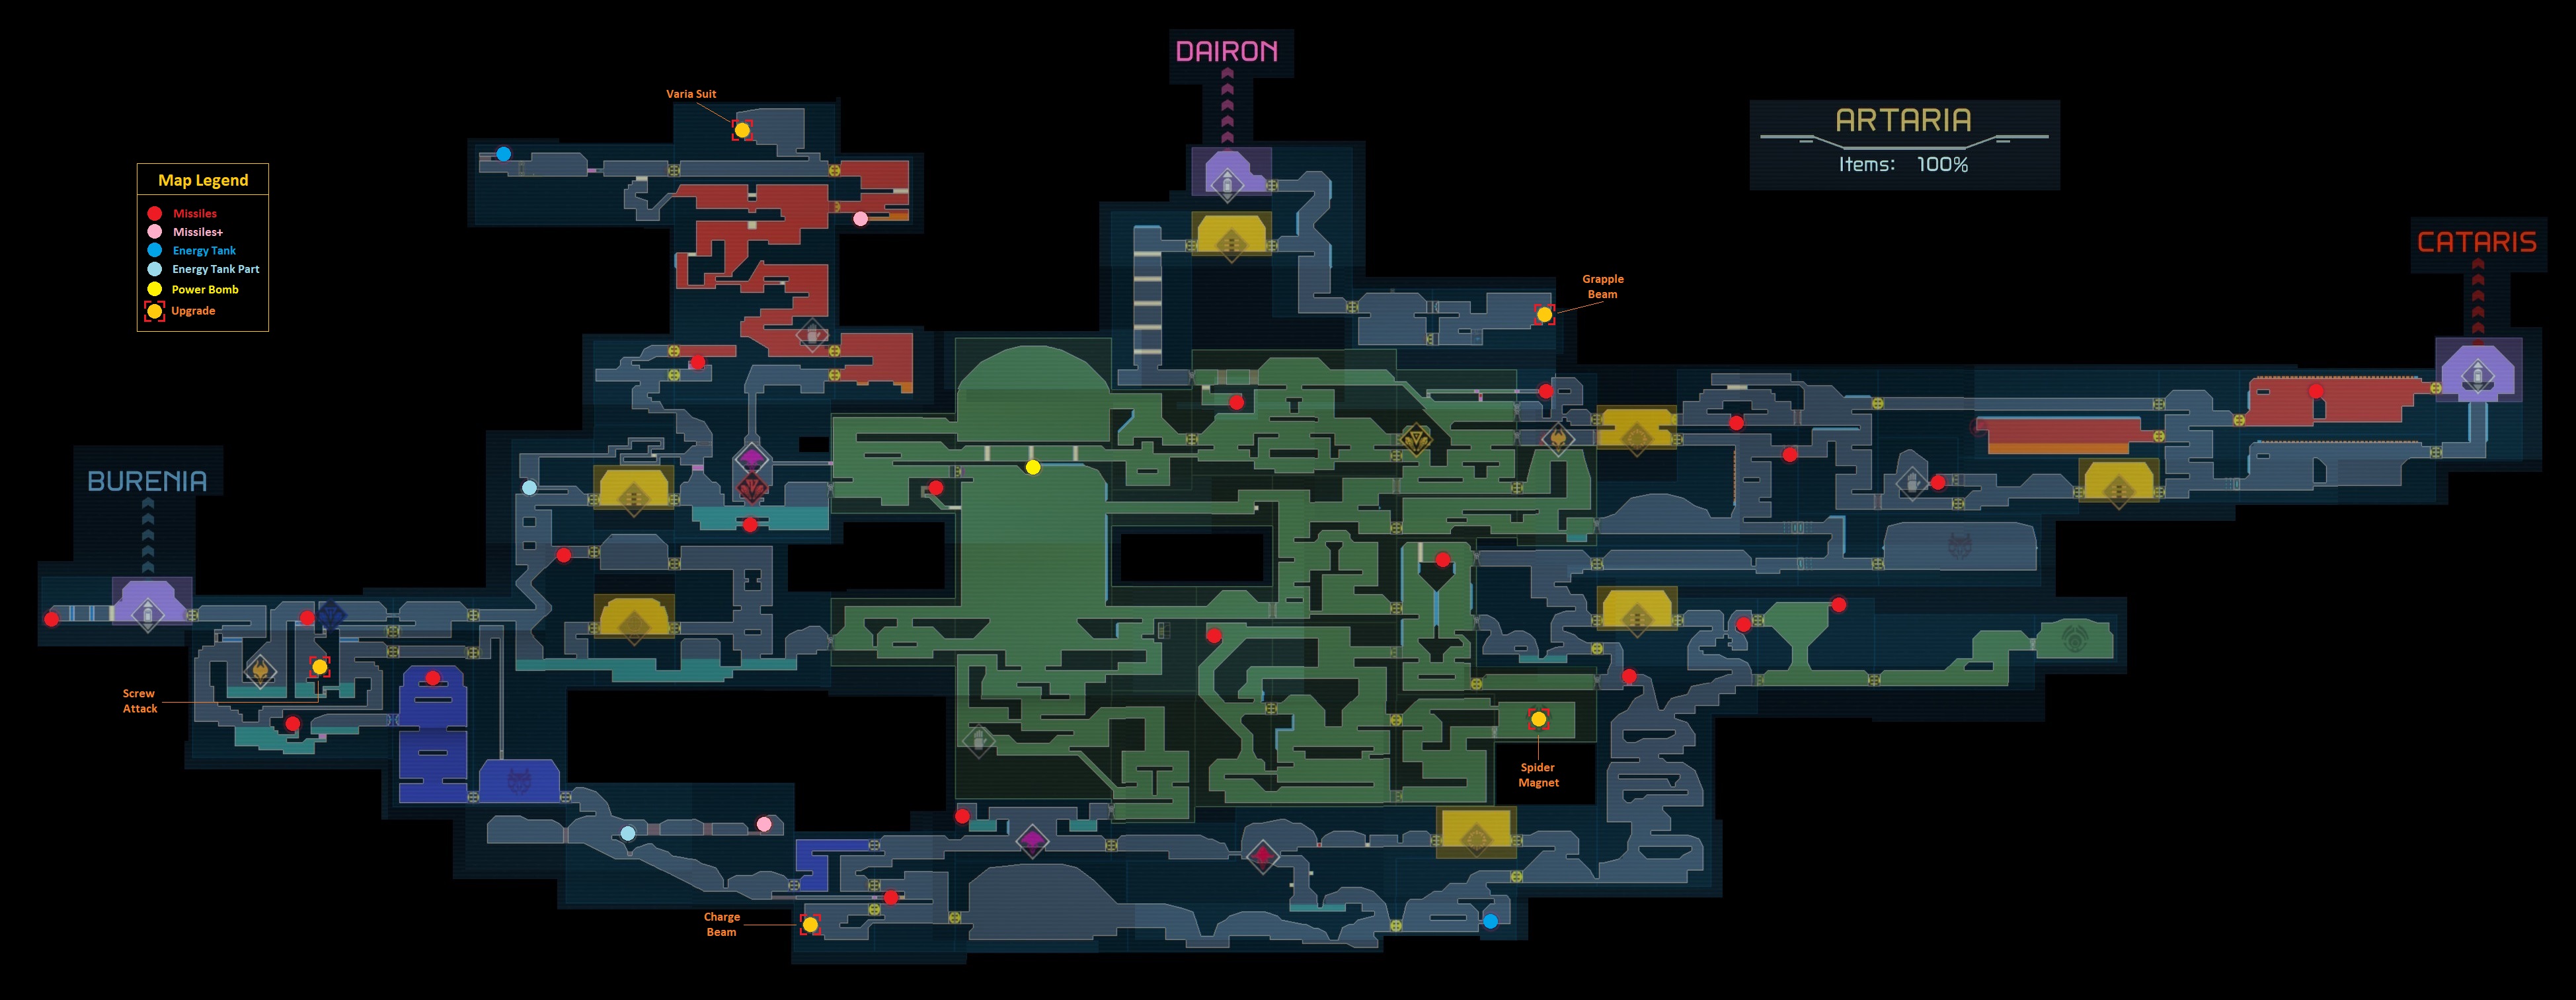 DAIRON
Varia Suit
ARTARIA
Items: 100%
Map Legend
Missiles
Missiles+
Energy Tank
Energy Tank Part
Power Bomb
Upgrade
CATARIS
Grapple
Beam
BURENIA
Screw
Attack
Spider
Magnet
Charge
Beam